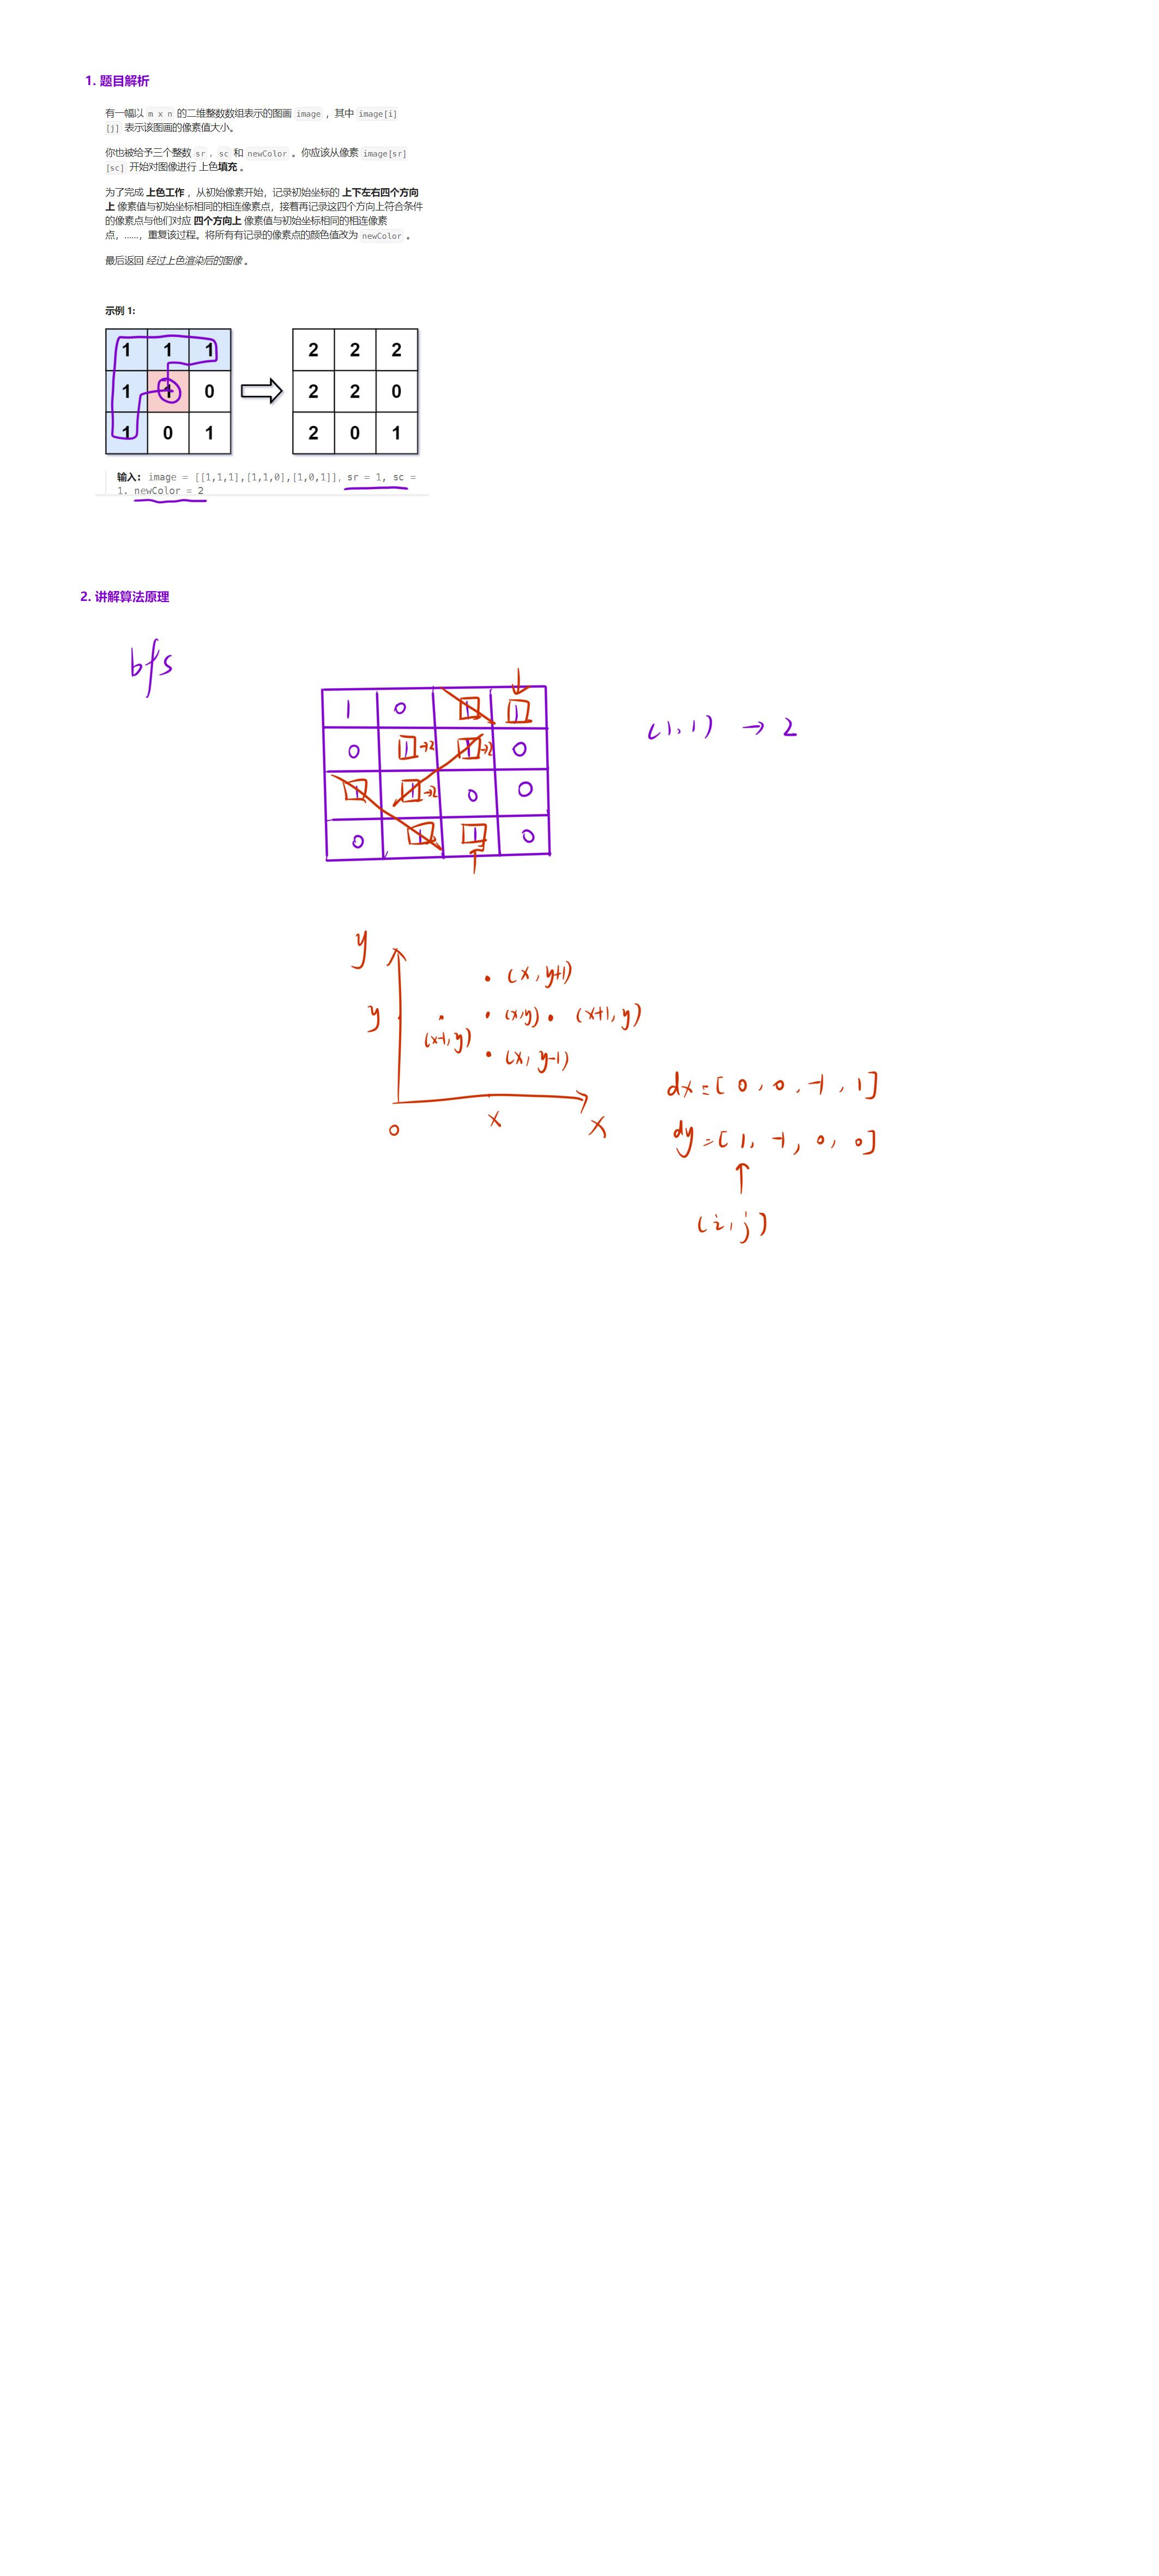 1. 题目解析
有一幅以 m x n 的二维整数数组表示的图画 image ，其中 image[i]
[j] 表示该图画的像素值大小。
你也被给予三个整数 sr , sc 和 newColor 。你应该从像素 image[sr]
[sc] 开始对图像进行 上色填充 。
为了完成 上色工作 ，从初始像素开始，记录初始坐标的 上下左右四个方向
上 像素值与初始坐标相同的相连像素点，接着再记录这四个方向上符合条件
的像素点与他们对应 四个方向上 像素值与初始坐标相同的相连像素
点，……，重复该过程。将所有有记录的像素点的颜色值改为 newColor 。
最后返回 经过上色渲染后的图像 。
示例 1:
1 1 1 2 2 2
1 1 0 2 2 0
1 0 1 2 0 1
输入: image = [[1,1,1],[1,1,0],[1,0,1]], sr = 1, sc =
1, newColor = 2
2. 讲解算法原理
bfs
1 0 1 1
(1,1) → 2
0 1→2 1→2 0
1 1→2 0 0
0 1 1 0
y
(x, y+1)
y (x,y) (x+1, y)
(x-1, y)
(x, y-1)
0 x X
dx=[0, 0, -1, 1]
dy=[1, -1, 0, 0]
↑
(i, j)